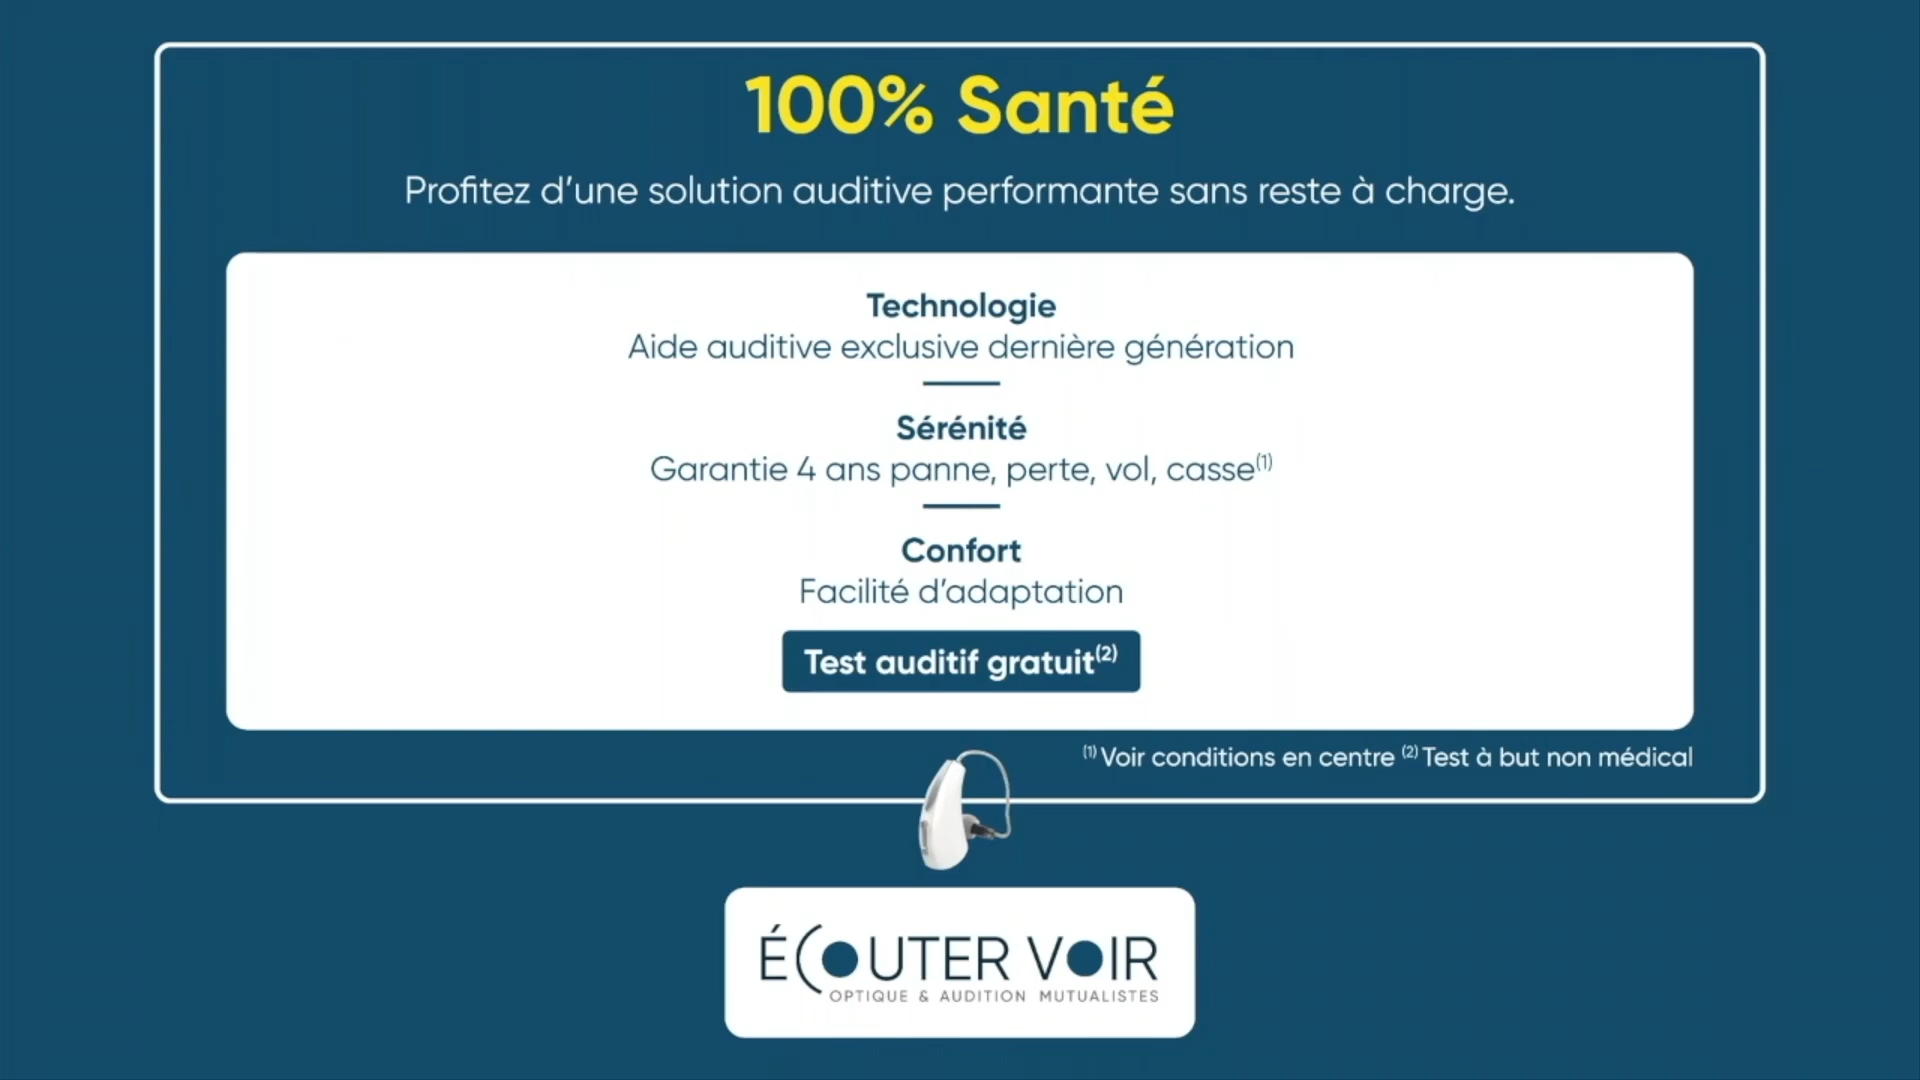 100% Santé
Profitez d’une solution auditive performante sans reste à charge.
Technologie
Aide auditive exclusive dernière génération
Sérénité
Garantie 4 ans panne, perte, vol, casse(1)
Confort
Facilité d’adaptation
Test auditif gratuit(2)
(1) Voir conditions en centre (2) Test à but non médical
ÉCOUTER VOIR
OPTIQUE & AUDITION MUTUALISTES